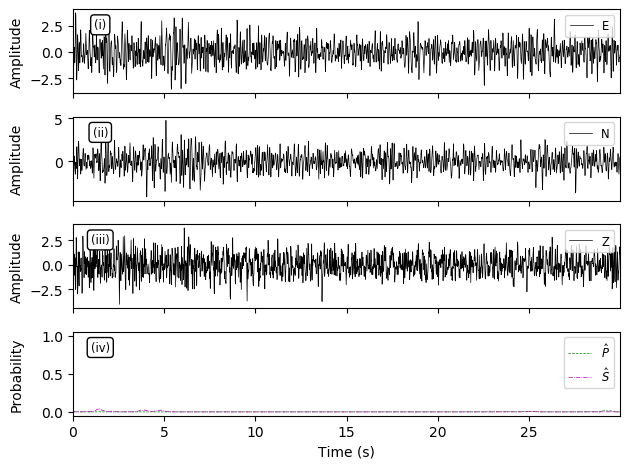 Amplitude
2.5
0.0
−2.5
(i)
E
Amplitude
5
0
(ii)
N
Amplitude
2.5
0.0
−2.5
(iii)
Z
Probability
1.0
0.5
0.0
(iv)
P̂
Ŝ
0 5 10 15 20 25
Time (s)